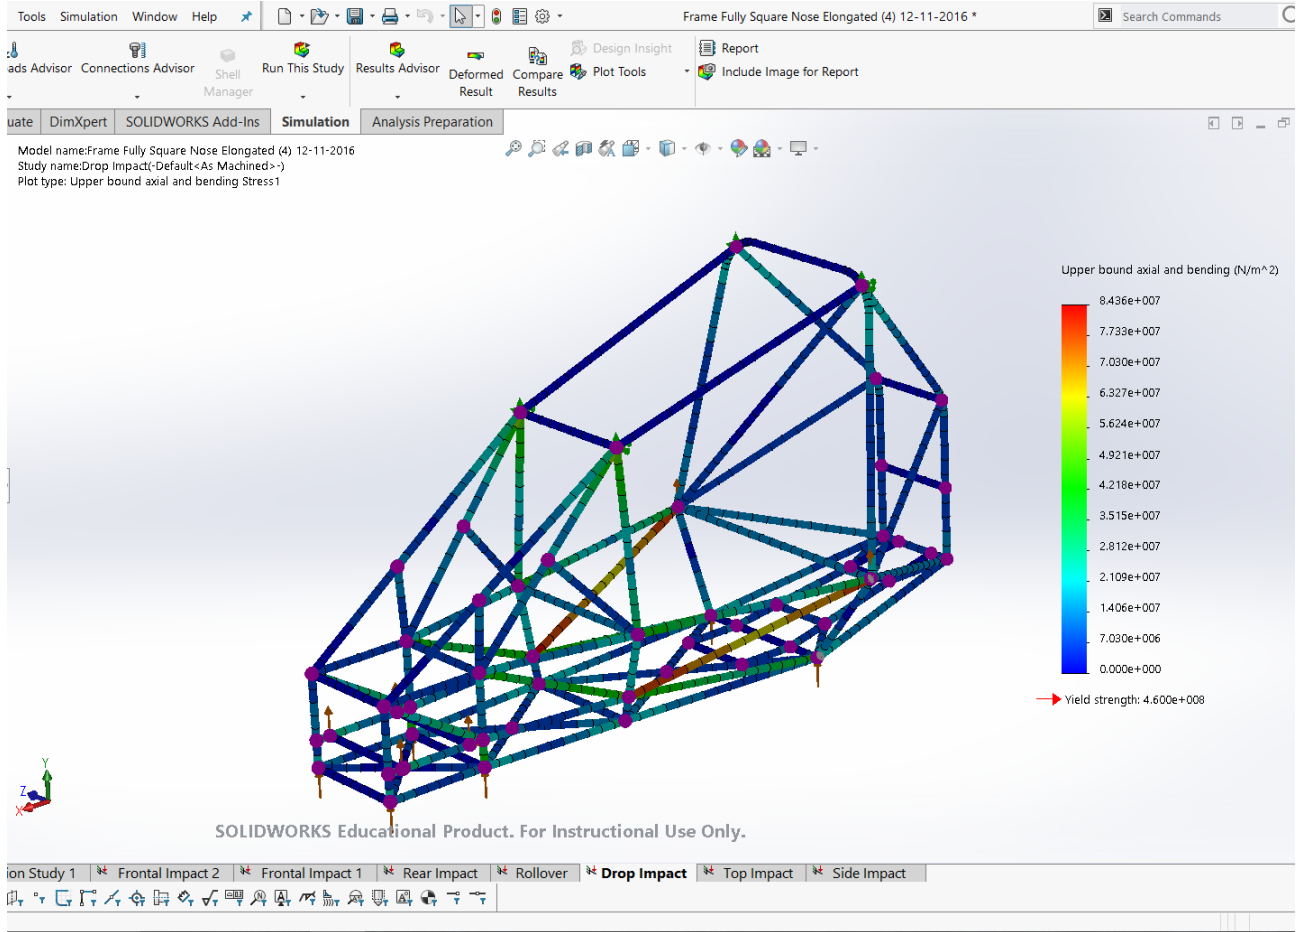 Tools Simulation Window Help
Frame Fully Square Nose Elongated (4) 12-11-2016 *
Search Commands
ads Advisor Connections Advisor Shell Manager Run This Study Results Advisor Deformed Result Compare Results
Design Insight
Plot Tools
Report
Include Image for Report
uate DimXpert SOLIDWORKS Add-Ins Simulation Analysis Preparation
Model name:Frame Fully Square Nose Elongated (4) 12-11-2016
Study name:Drop Impact(-Default<As Machined>-)
Plot type: Upper bound axial and bending Stress1
Upper bound axial and bending (N/m^2)
8.436e+007
7.733e+007
7.030e+007
6.327e+007
5.624e+007
4.921e+007
4.218e+007
3.515e+007
2.812e+007
2.109e+007
1.406e+007
7.030e+006
0.000e+000
Yield strength: 4.600e+008
Y
Z
X
SOLIDWORKS Educational Product. For Instructional Use Only.
ion Study 1 Frontal Impact 2 Frontal Impact 1 Rear Impact Rollover Drop Impact Top Impact Side Impact